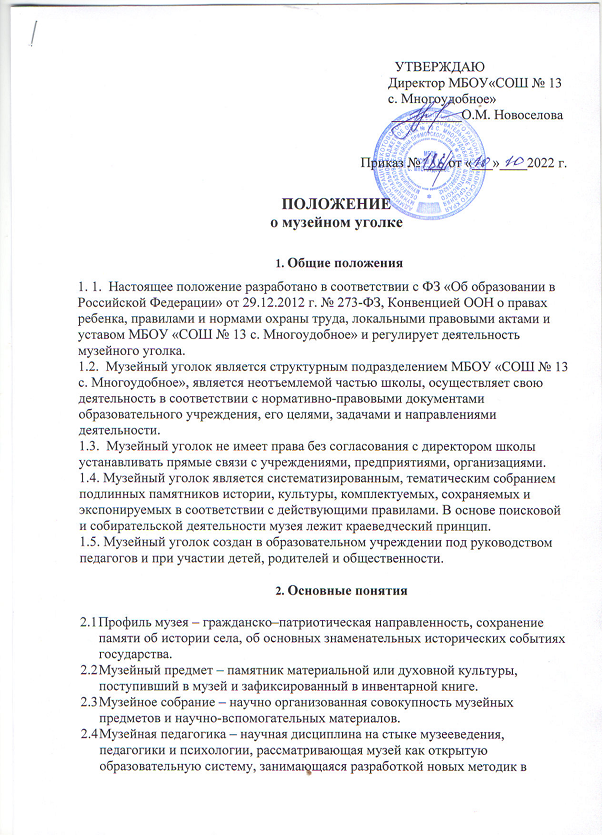 УТВЕРЖДАЮ
Директор МБОУ«СОШ № 13
с. Многоудобное»
О.М. Новоселова
Приказ № от «10» 10 2022 г.
ПОЛОЖЕНИЕ
о музейном уголке
1. Общие положения
1. 1. Настоящее положение разработано в соответствии с ФЗ «Об образовании в
Российской Федерации» от 29.12.2012 г. № 273-ФЗ, Конвенцией ООН о правах
ребенка, правилами и нормами охраны труда, локальными правовыми актами и
уставом МБОУ «СОШ № 13 с. Многоудобное» и регулирует деятельность
музейного уголка.
1.2. Музейный уголок является структурным подразделением МБОУ «СОШ № 13
с. Многоудобное», является неотъемлемой частью школы, осуществляет свою
деятельность в соответствии с нормативно-правовыми документами
образовательного учреждения, его целями, задачами и направлениями
деятельности.
1.3. Музейный уголок не имеет права без согласования с директором школы
устанавливать прямые связи с учреждениями, предприятиями, организациями.
1.4. Музейный уголок является систематизированным, тематическим собранием
подлинных памятников истории, культуры, комплектуемых, сохраняемых и
экспонируемых в соответствии с действующими правилами. В основе поисковой
и собирательской деятельности музея лежит краеведческий принцип.
1.5. Музейный уголок создан в образовательном учреждении под руководством
педагогов и при участии детей, родителей и общественности.
2. Основные понятия
2.1 Профиль музея – гражданско–патриотическая направленность, сохранение
памяти об истории села, об основных знаменательных исторических событиях
государства.
2.2 Музейный предмет – памятник материальной или духовной культуры,
поступивший в музей и зафиксированный в инвентарной книге.
2.3 Музейное собрание – научно организованная совокупность музейных
предметов и научно-вспомогательных материалов.
2.4 Музейная педагогика – научная дисциплина на стыке музееведения,
педагогики и психологии, рассматривающая музей как открытую
образовательную систему, занимающаяся разработкой новых методик в